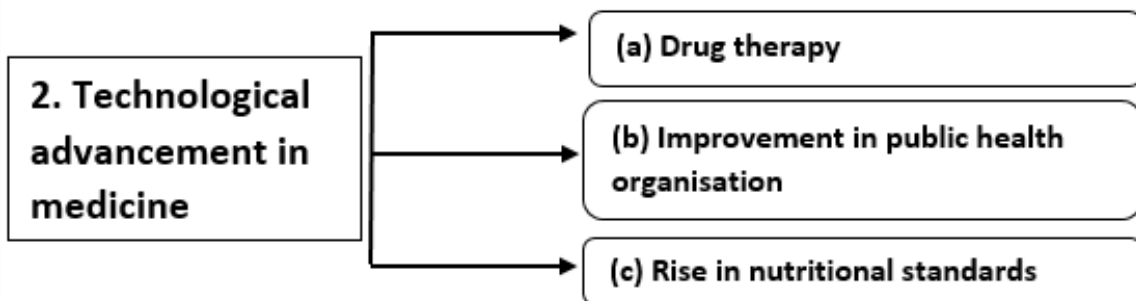 2. Technological
advancement in
medicine
(a) Drug therapy
(b) Improvement in public health
organisation
(c) Rise in nutritional standards